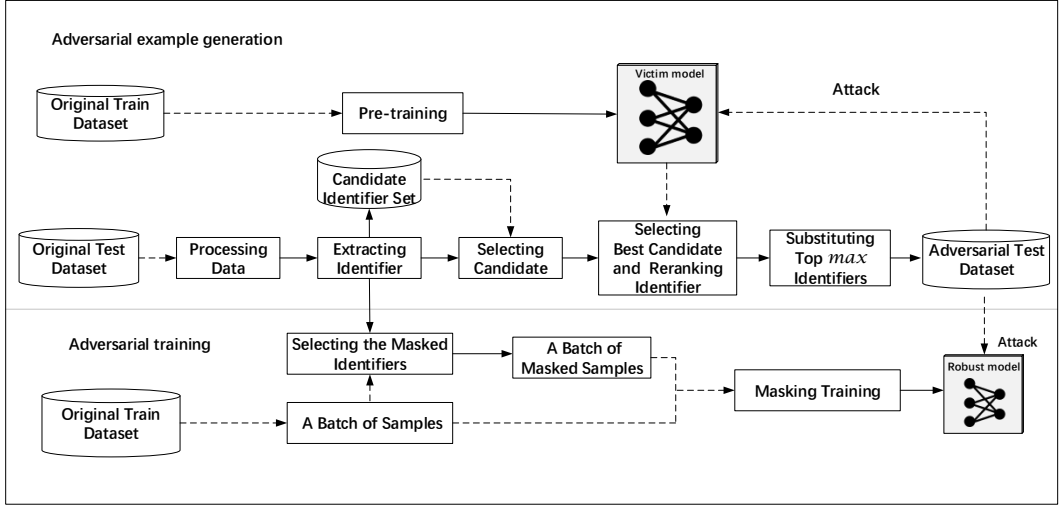 Adversarial example generation
Original Train
Dataset
Pre-training
Victim model
Attack
Candidate
Identifier Set
Original Test
Dataset
Processing
Data
Extracting
Identifier
Selecting
Candidate
Selecting
Best Candidate
and Reranking
Identifier
Substituting
Top max
Identifiers
Adversarial Test
Dataset
Adversarial training
Selecting the Masked
Identifiers
A Batch of
Masked Samples
Attack
Robust model
Masking Training
Original Train
Dataset
A Batch of Samples